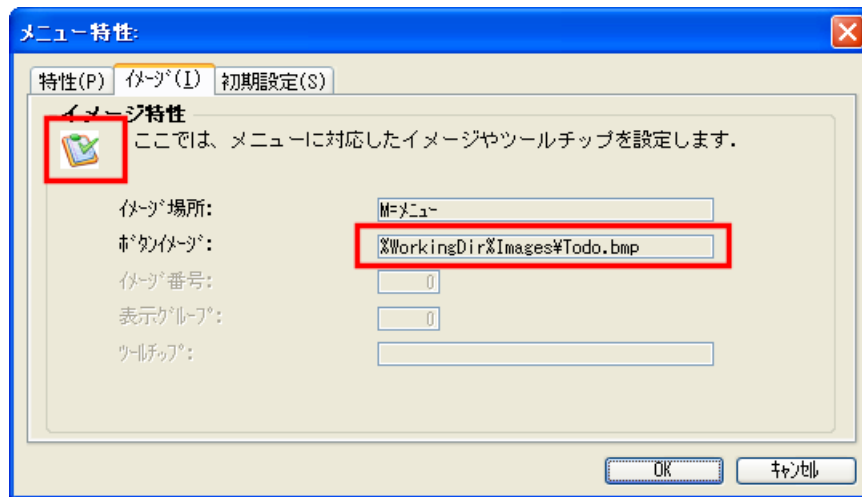 メニュー特性:
特性(P) イメージ(I) 初期設定(S)
イメージ特性
ここでは、メニューに対応したイメージやツールチップを設定します.
イメージ場所: M=メニュー
ボタンイメージ: %WorkingDir%Images¥Todo.bmp
イメージ番号: 0
表示グループ: 0
ツールチップ:
OK キャンセル